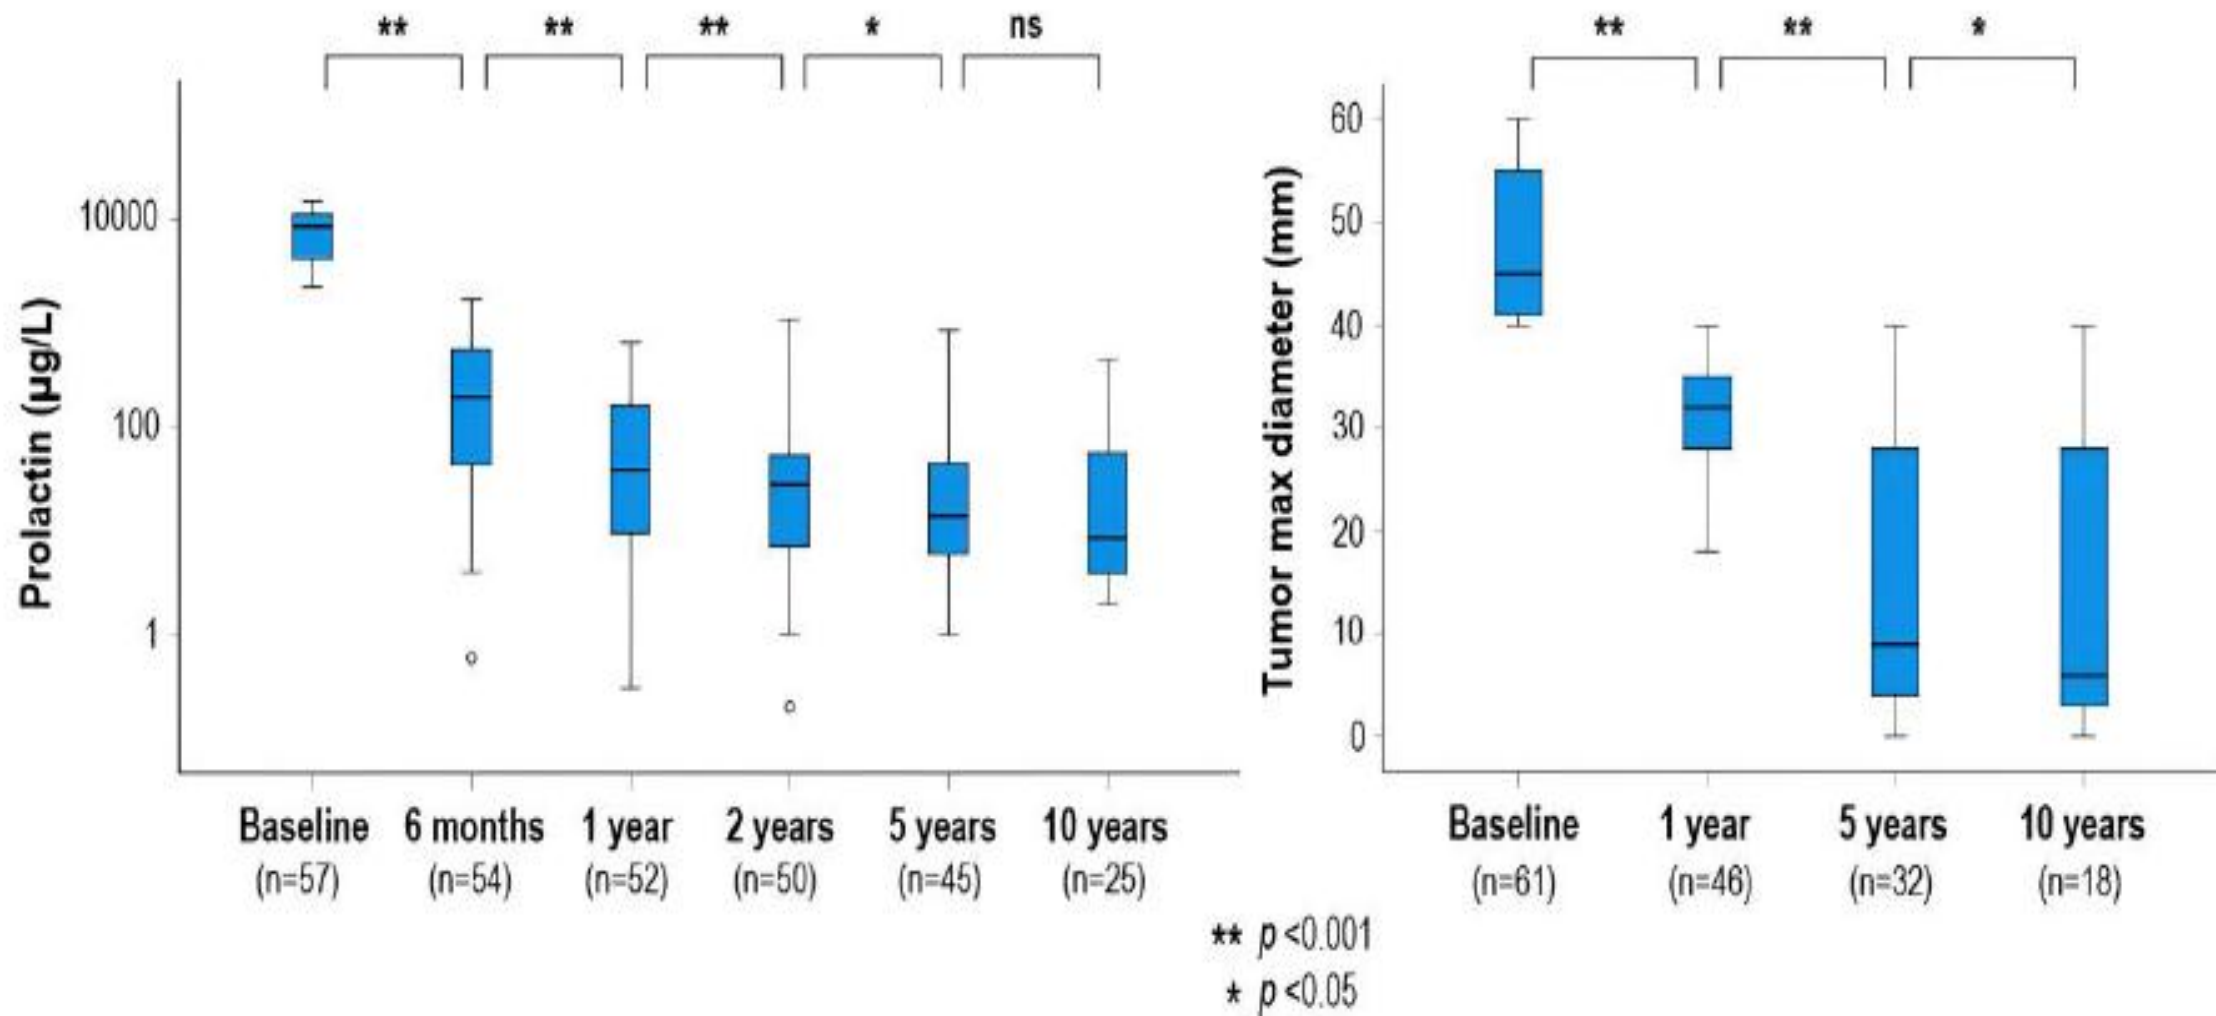 ** ** ** * ns
Prolactin (µg/L)
10000
100
1
Baseline 6 months 1 year 2 years 5 years 10 years
(n=57) (n=54) (n=52) (n=50) (n=45) (n=25)
** ** *
Tumor max diameter (mm)
60
50
40
30
20
10
0
Baseline 1 year 5 years 10 years
(n=61) (n=46) (n=32) (n=18)
** p <0.001
* p <0.05